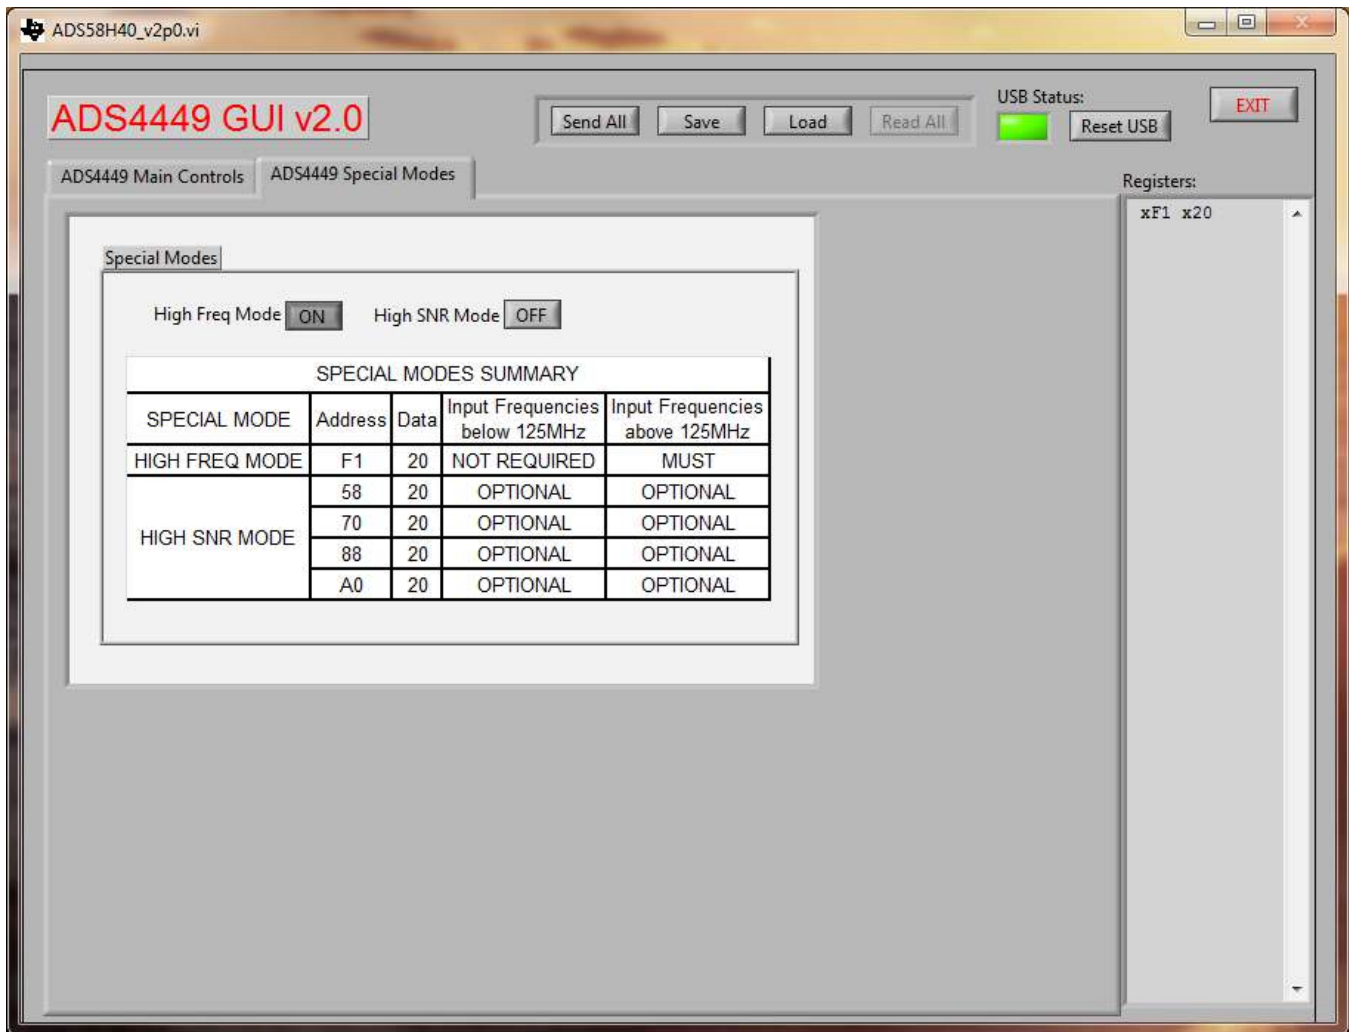 ADS58H40_v2p0.vi
ADS4449 GUI v2.0
Send All Save Load Read All
USB Status:
Reset USB
EXIT
ADS4449 Main Controls ADS4449 Special Modes
Registers:
xF1 x20
Special Modes
High Freq Mode ON High SNR Mode OFF
SPECIAL MODES SUMMARY
SPECIAL MODE Address Data Input Frequencies below 125MHz Input Frequencies above 125MHz
HIGH FREQ MODE F1 20 NOT REQUIRED MUST
HIGH SNR MODE 58 20 OPTIONAL OPTIONAL
70 20 OPTIONAL OPTIONAL
88 20 OPTIONAL OPTIONAL
A0 20 OPTIONAL OPTIONAL